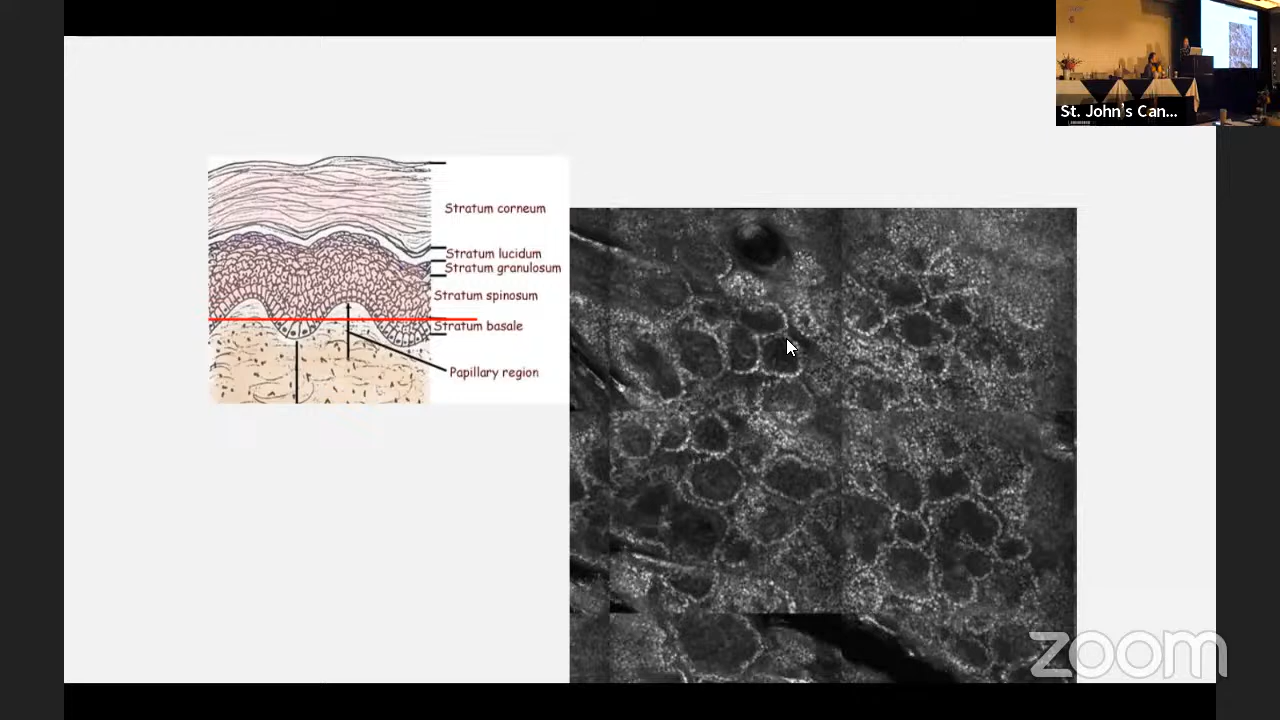 St. John's Can...
Stratum corneum
Stratum lucidum
Stratum granulosum
Stratum spinosum
Stratum basale
Papillary region
zoom